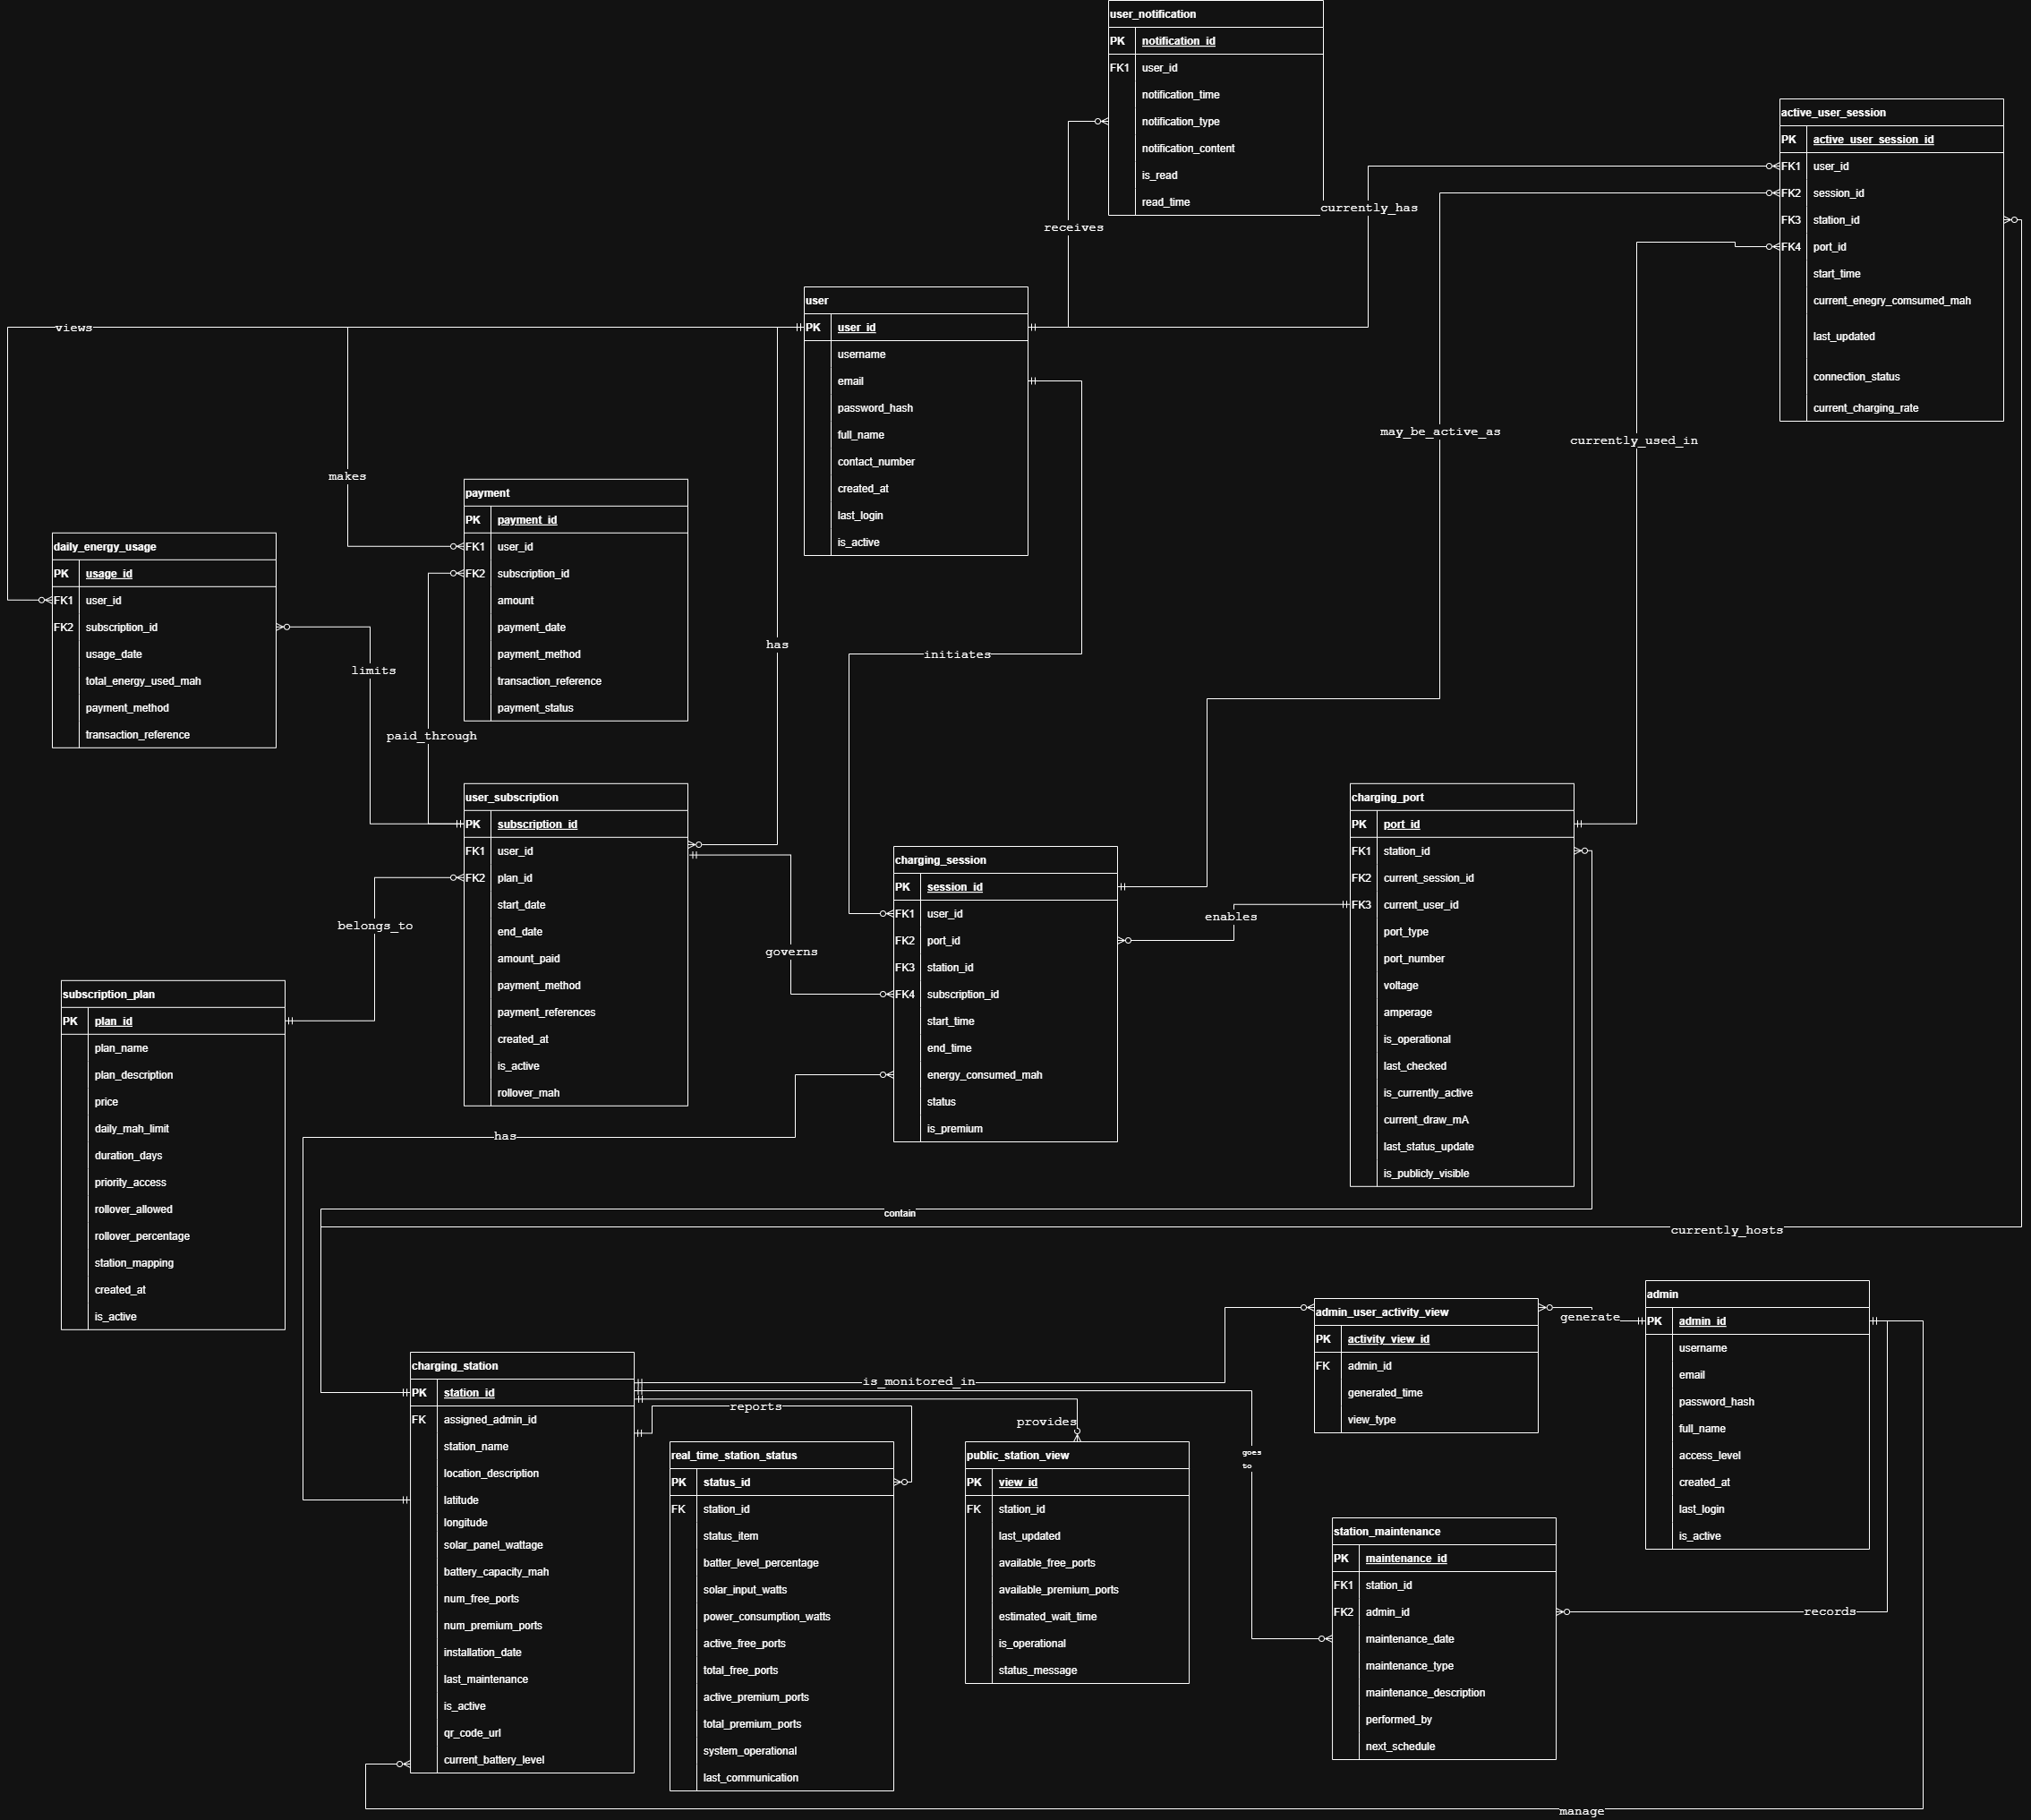 user_notification
PK notification_id
FK1 user_id
notification_time
notification_type
notification_content
is_read
read_time
active_user_session
PK active_user_session_id
FK1 user_id
FK2 session_id
FK3 station_id
FK4 port_id
start_time
current_enegry_comsumed_mah
last_updated
connection_status
current_charging_rate
currently_has
receives
user
PK user_id
username
email
password_hash
full_name
contact_number
created_at
last_login
is_active
views
makes
may_be_active_as
currently_used_in
payment
PK payment_id
FK1 user_id
FK2 subscription_id
amount
payment_date
payment_method
transaction_reference
payment_status
daily_energy_usage
PK usage_id
FK1 user_id
FK2 subscription_id
usage_date
total_energy_used_mah
payment_method
transaction_reference
has
initiates
limits
paid_through
user_subscription
PK subscription_id
FK1 user_id
FK2 plan_id
start_date
end_date
amount_paid
payment_method
payment_references
created_at
is_active
rollover_mah
charging_port
PK port_id
FK1 station_id
FK2 current_session_id
FK3 current_user_id
port_type
port_number
voltage
amperage
is_operational
last_checked
is_currently_active
current_draw_mA
last_status_update
is_publicly_visible
charging_session
PK session_id
FK1 user_id
FK2 port_id
FK3 station_id
FK4 subscription_id
start_time
end_time
energy_consumed_mah
status
is_premium
enables
belongs_to
governs
subscription_plan
PK plan_id
plan_name
plan_description
price
daily_mah_limit
duration_days
priority_access
rollover_allowed
rollover_percentage
station_mapping
created_at
is_active
has
contain
currently_hosts
admin_user_activity_view
PK activity_view_id
FK admin_id
generated_time
view_type
generate
admin
PK admin_id
username
email
password_hash
full_name
access_level
created_at
last_login
is_active
charging_station
PK station_id
FK assigned_admin_id
station_name
location_description
latitude
longitude
solar_panel_wattage
battery_capacity_mah
num_free_ports
num_premium_ports
installation_date
last_maintenance
is_active
qr_code_url
current_battery_level
is_monitored_in
reports
provides
goes
to
real_time_station_status
PK status_id
FK station_id
status_item
batter_level_percentage
solar_input_watts
power_consumption_watts
active_free_ports
total_free_ports
active_premium_ports
total_premium_ports
system_operational
last_communication
public_station_view
PK view_id
FK station_id
last_updated
available_free_ports
available_premium_ports
estimated_wait_time
is_operational
status_message
station_maintenance
PK maintenance_id
FK1 station_id
FK2 admin_id
maintenance_date
maintenance_type
maintenance_description
performed_by
next_schedule
records
manage